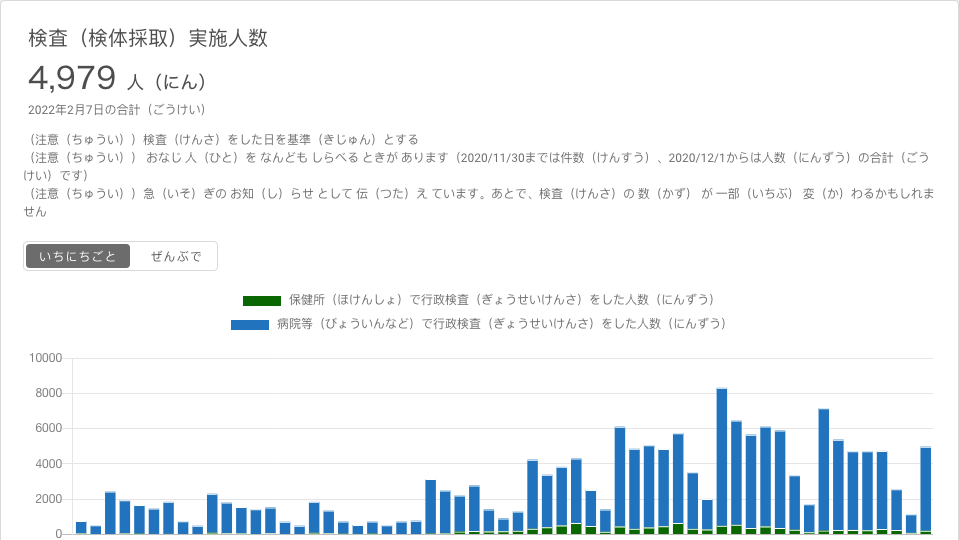 検査（検体採取）実施人数
4,979 人（にん）
2022年2月7日の合計（ごうけい）
（注意（ちゅうい））検査（けんさ）をした日を基準（きじゅん）とする
（注意（ちゅうい）） おなじ 人（ひと）を なんども しらべる ときが あります（2020/11/30までは件数（けんすう）、2020/12/1からは人数（にんずう）の合計（ごう
けい）です）
（注意（ちゅうい））急（いそ）ぎの お知（し）らせ として 伝（つた）え ています。あとで、検査（けんさ）の 数（かず） が 一部（いちぶ） 変（か）わるかもしれま
せん
いちにちごと ぜんぶで
保健所（ほけんしょ）で行政検査（ぎょうせいけんさ）をした人数（にんずう）
病院等（びょういんなど）で行政検査（ぎょうせいけんさ）をした人数（にんずう）
10000
8000
6000
4000
2000
0